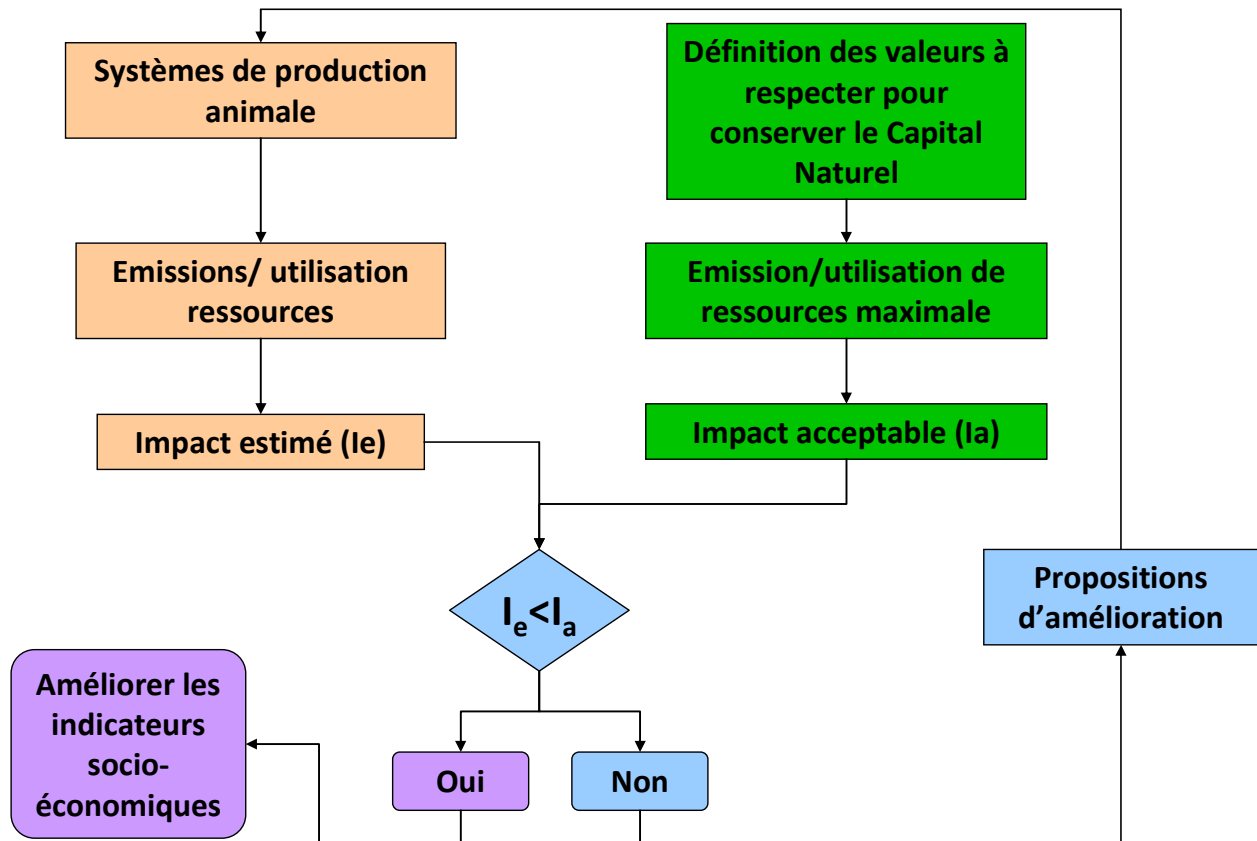 Systèmes de production
animale
Définition des valeurs à
respecter pour
conserver le Capital
Naturel
Emissions/ utilisation
ressources
Emission/utilisation de
ressources maximale
Impact estimé (Ie)
Impact acceptable (Ia)
Ie<Ia
Propositions
d’amélioration
Améliorer les
indicateurs
socio-
économiques
Oui
Non